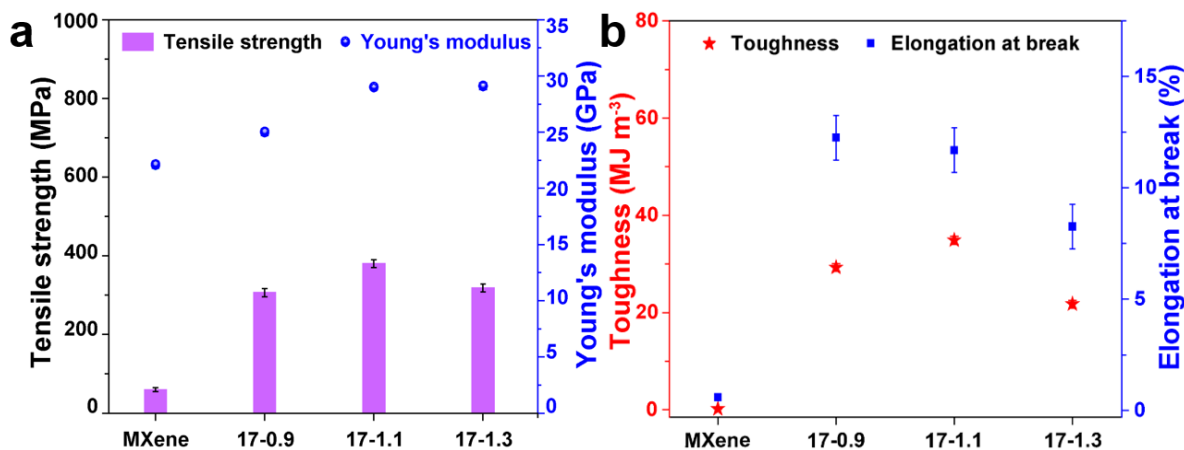 a
Tensile strength
Young's modulus
Tensile strength (MPa)
1000
800
600
400
200
0
Young's modulus (GPa)
35
30
25
20
15
10
5
0
MXene
17-0.9
17-1.1
17-1.3
b
Toughness
Elongation at break
Toughness (MJ m⁻³)
80
60
40
20
0
Elongation at break (%)
15
10
5
0
MXene
17-0.9
17-1.1
17-1.3